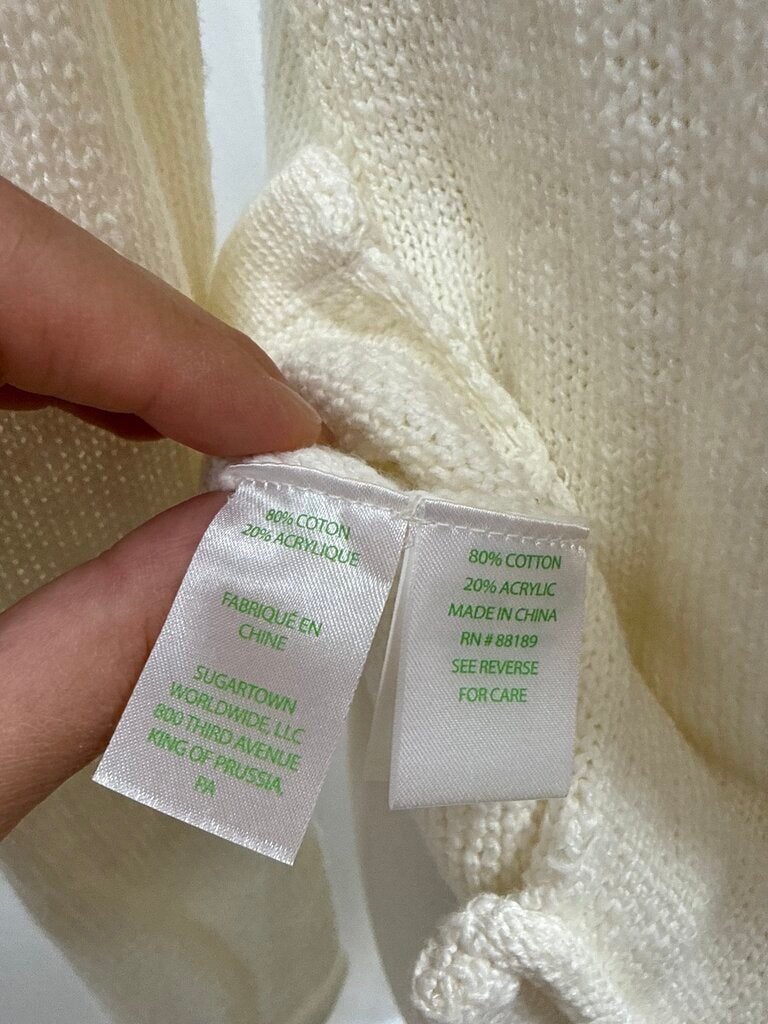 80% COTON
20% ACRYLIQUE
FABRIQUÉ EN
CHINE
SUGARTOWN
WORLDWIDE, LLC
800 THIRD AVENUE
KING OF PRUSSIA,
PA
80% COTTON
20% ACRYLIC
MADE IN CHINA
RN # 88189
SEE REVERSE
FOR CARE